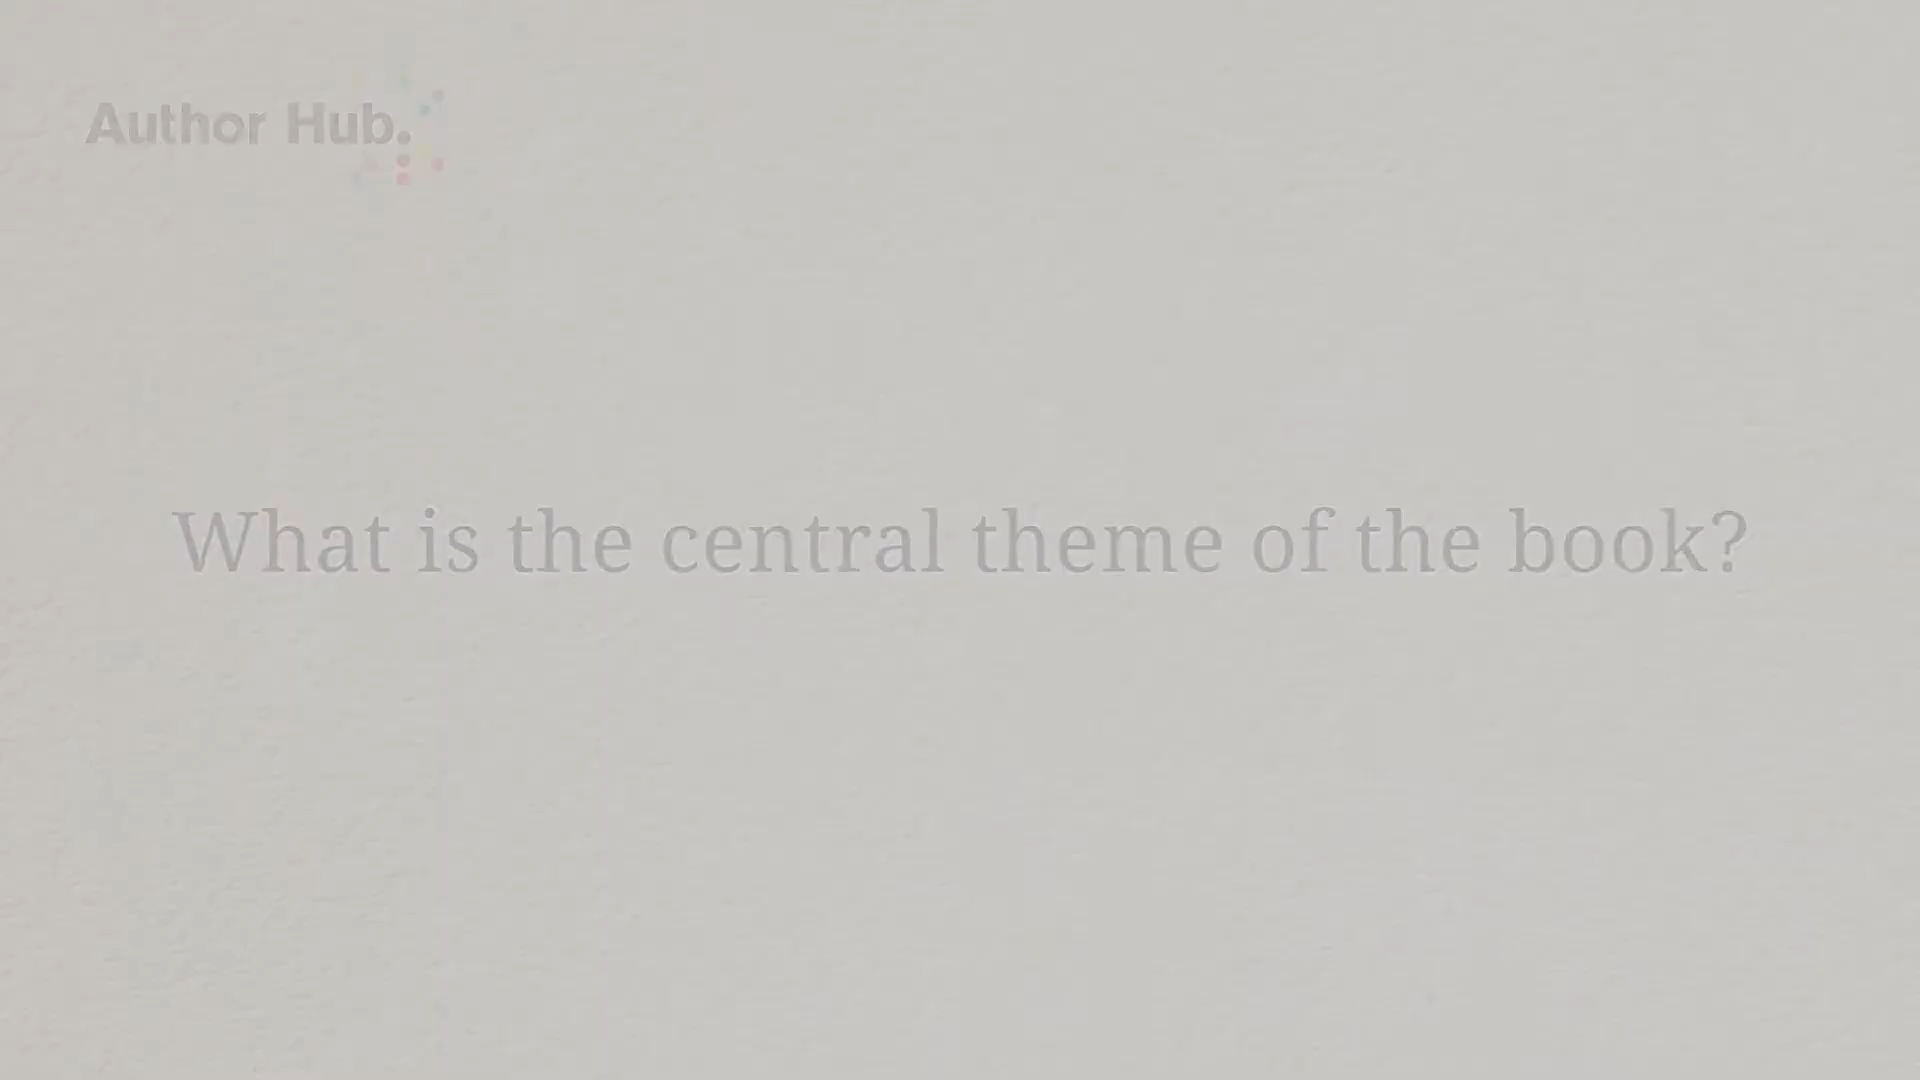 Author Hub.
What is the central theme of the book?